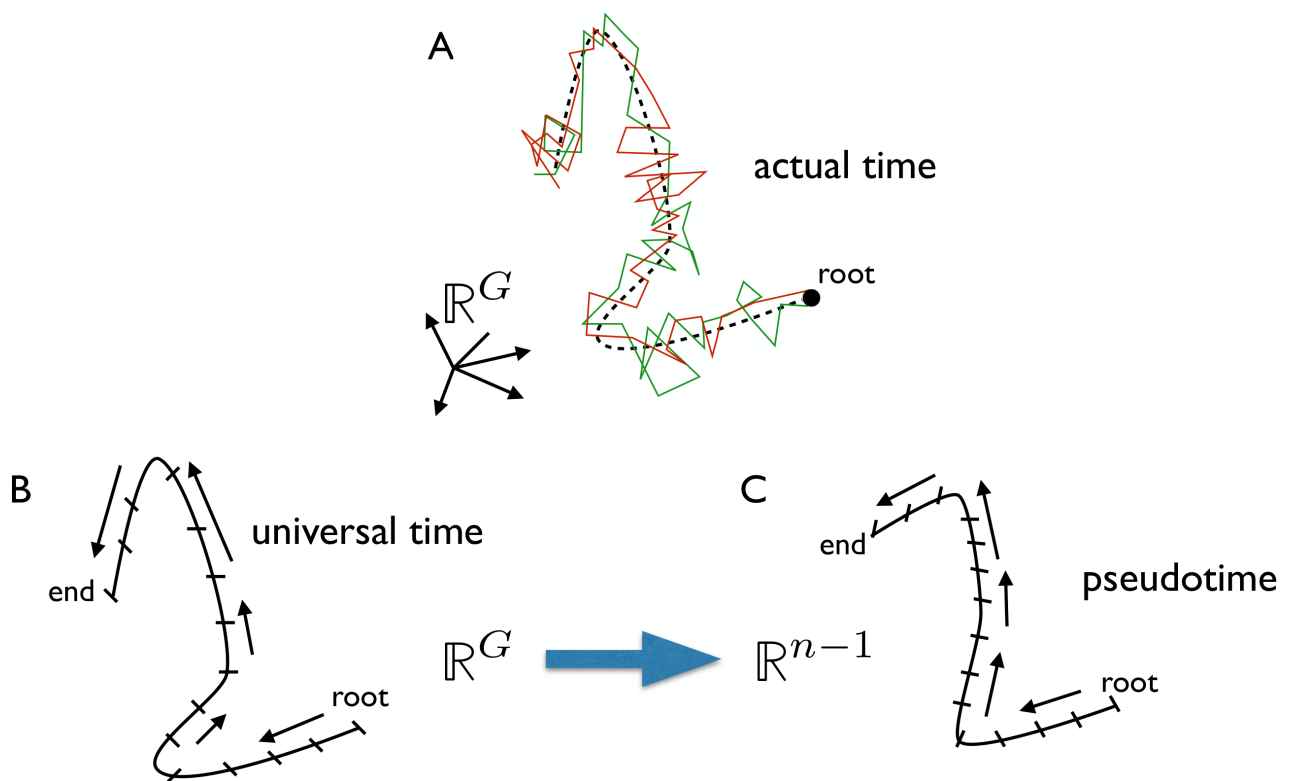 A
actual time
root
ℝ^G
B
universal time
end
root
ℝ^G
C
end
pseudotime
ℝ^{n−1}
root